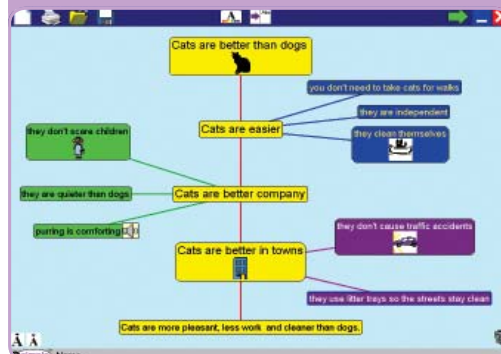 Cats are better than dogs
you don't need to take cats for walks
they are independent
Cats are easier
they clean themselves
they don't scare children
they are quieter than dogs
Cats are better company
purring is comforting
they don't cause traffic accidents
Cats are better in towns
they use litter trays so the streets stay clean
Cats are more pleasant, less work and cleaner than dogs.
A A